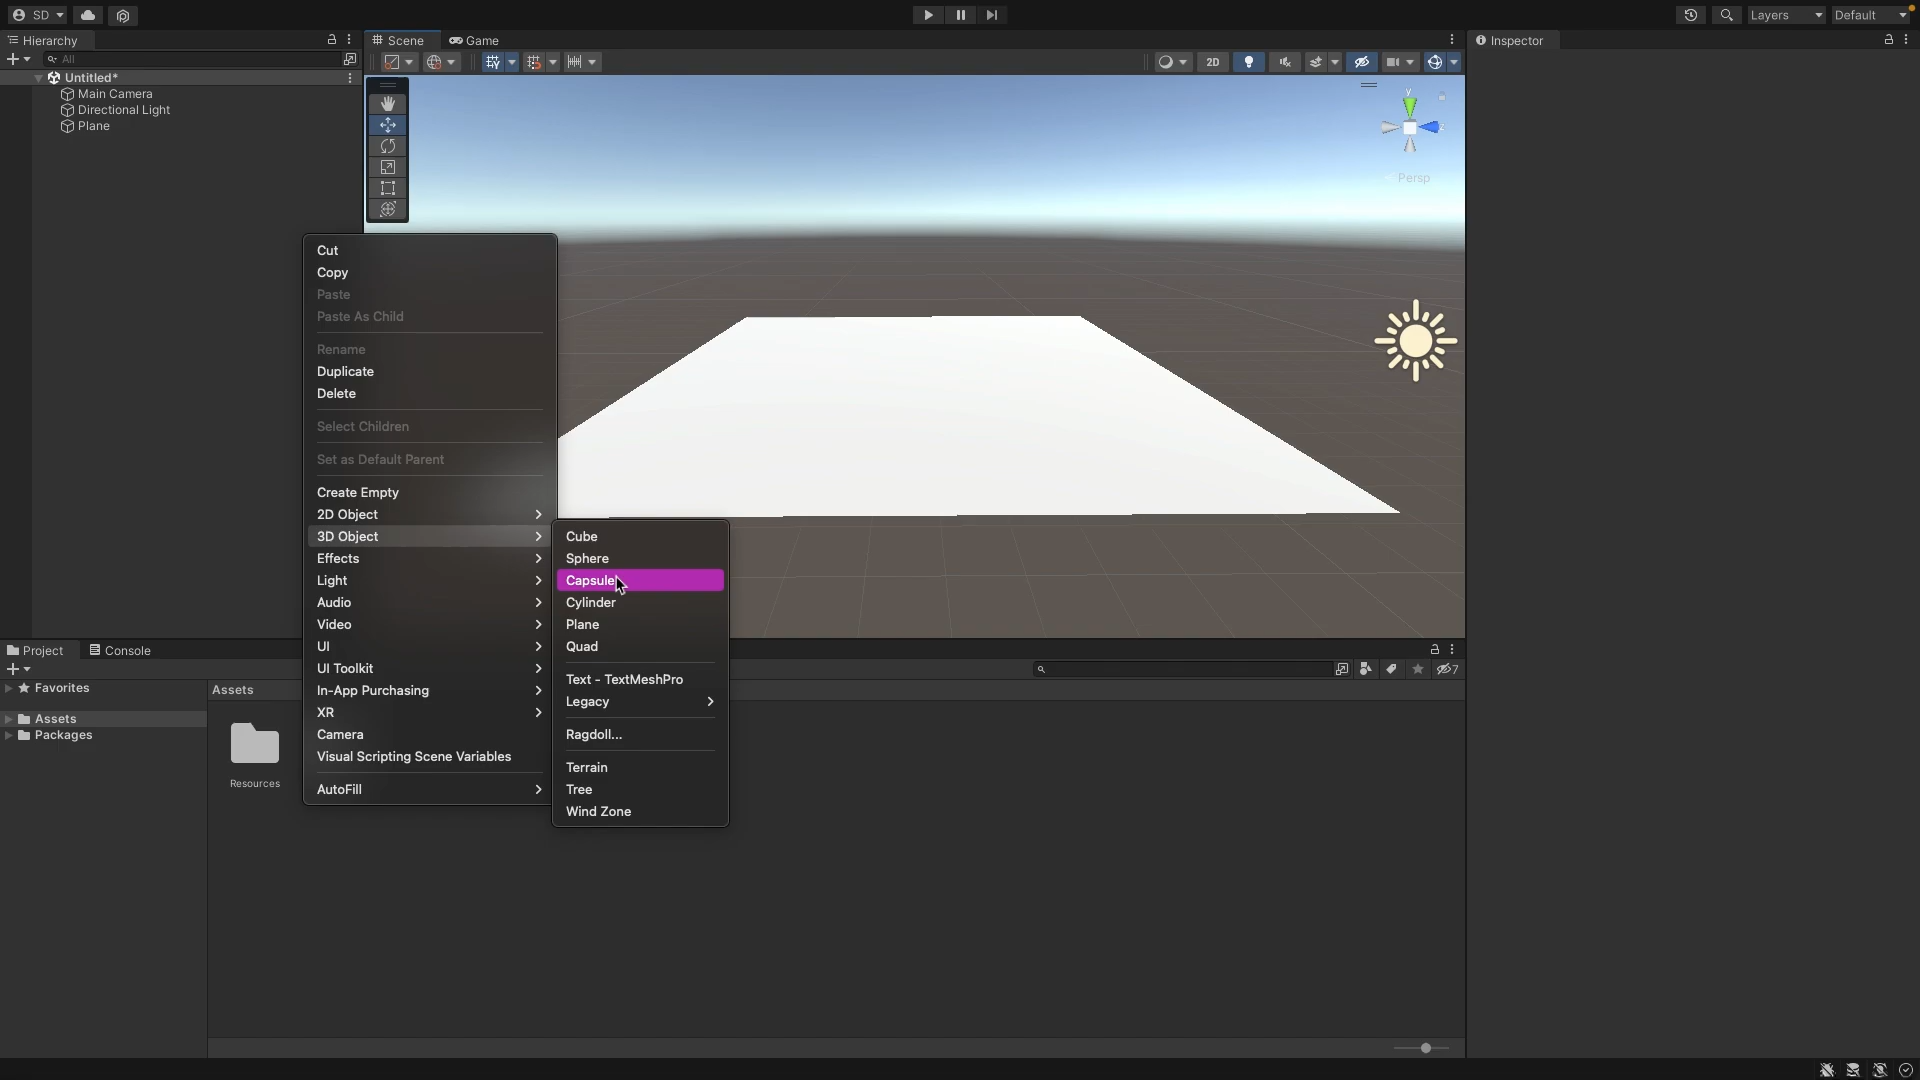 SD
Layers
Default
Hierarchy
All
Scene
Game
Inspector
2D
Untitled*
Main Camera
Directional Light
Plane
y
z
Persp
Cut
Copy
Paste
Paste As Child
Rename
Duplicate
Delete
Select Children
Set as Default Parent
Create Empty
2D Object
3D Object
Effects
Light
Audio
Video
UI
UI Toolkit
In-App Purchasing
XR
Camera
Visual Scripting Scene Variables
AutoFill
Cube
Sphere
Capsule
Cylinder
Plane
Quad
Text - TextMeshPro
Legacy
Ragdoll...
Terrain
Tree
Wind Zone
Project
Console
7
Favorites
Assets
Packages
Assets
Resources